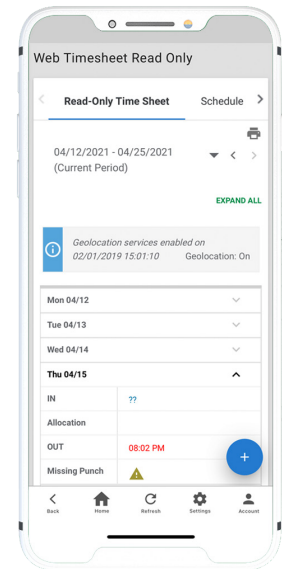 Web Timesheet Read Only
Read-Only Time Sheet Schedule
04/12/2021 - 04/25/2021
(Current Period)
EXPAND ALL
Geolocation services enabled on
02/01/2019 15:01:10 Geolocation: On
Mon 04/12
Tue 04/13
Wed 04/14
Thu 04/15
IN ??
Allocation
OUT 08:02 PM
Missing Punch
Back Home Refresh Settings Account